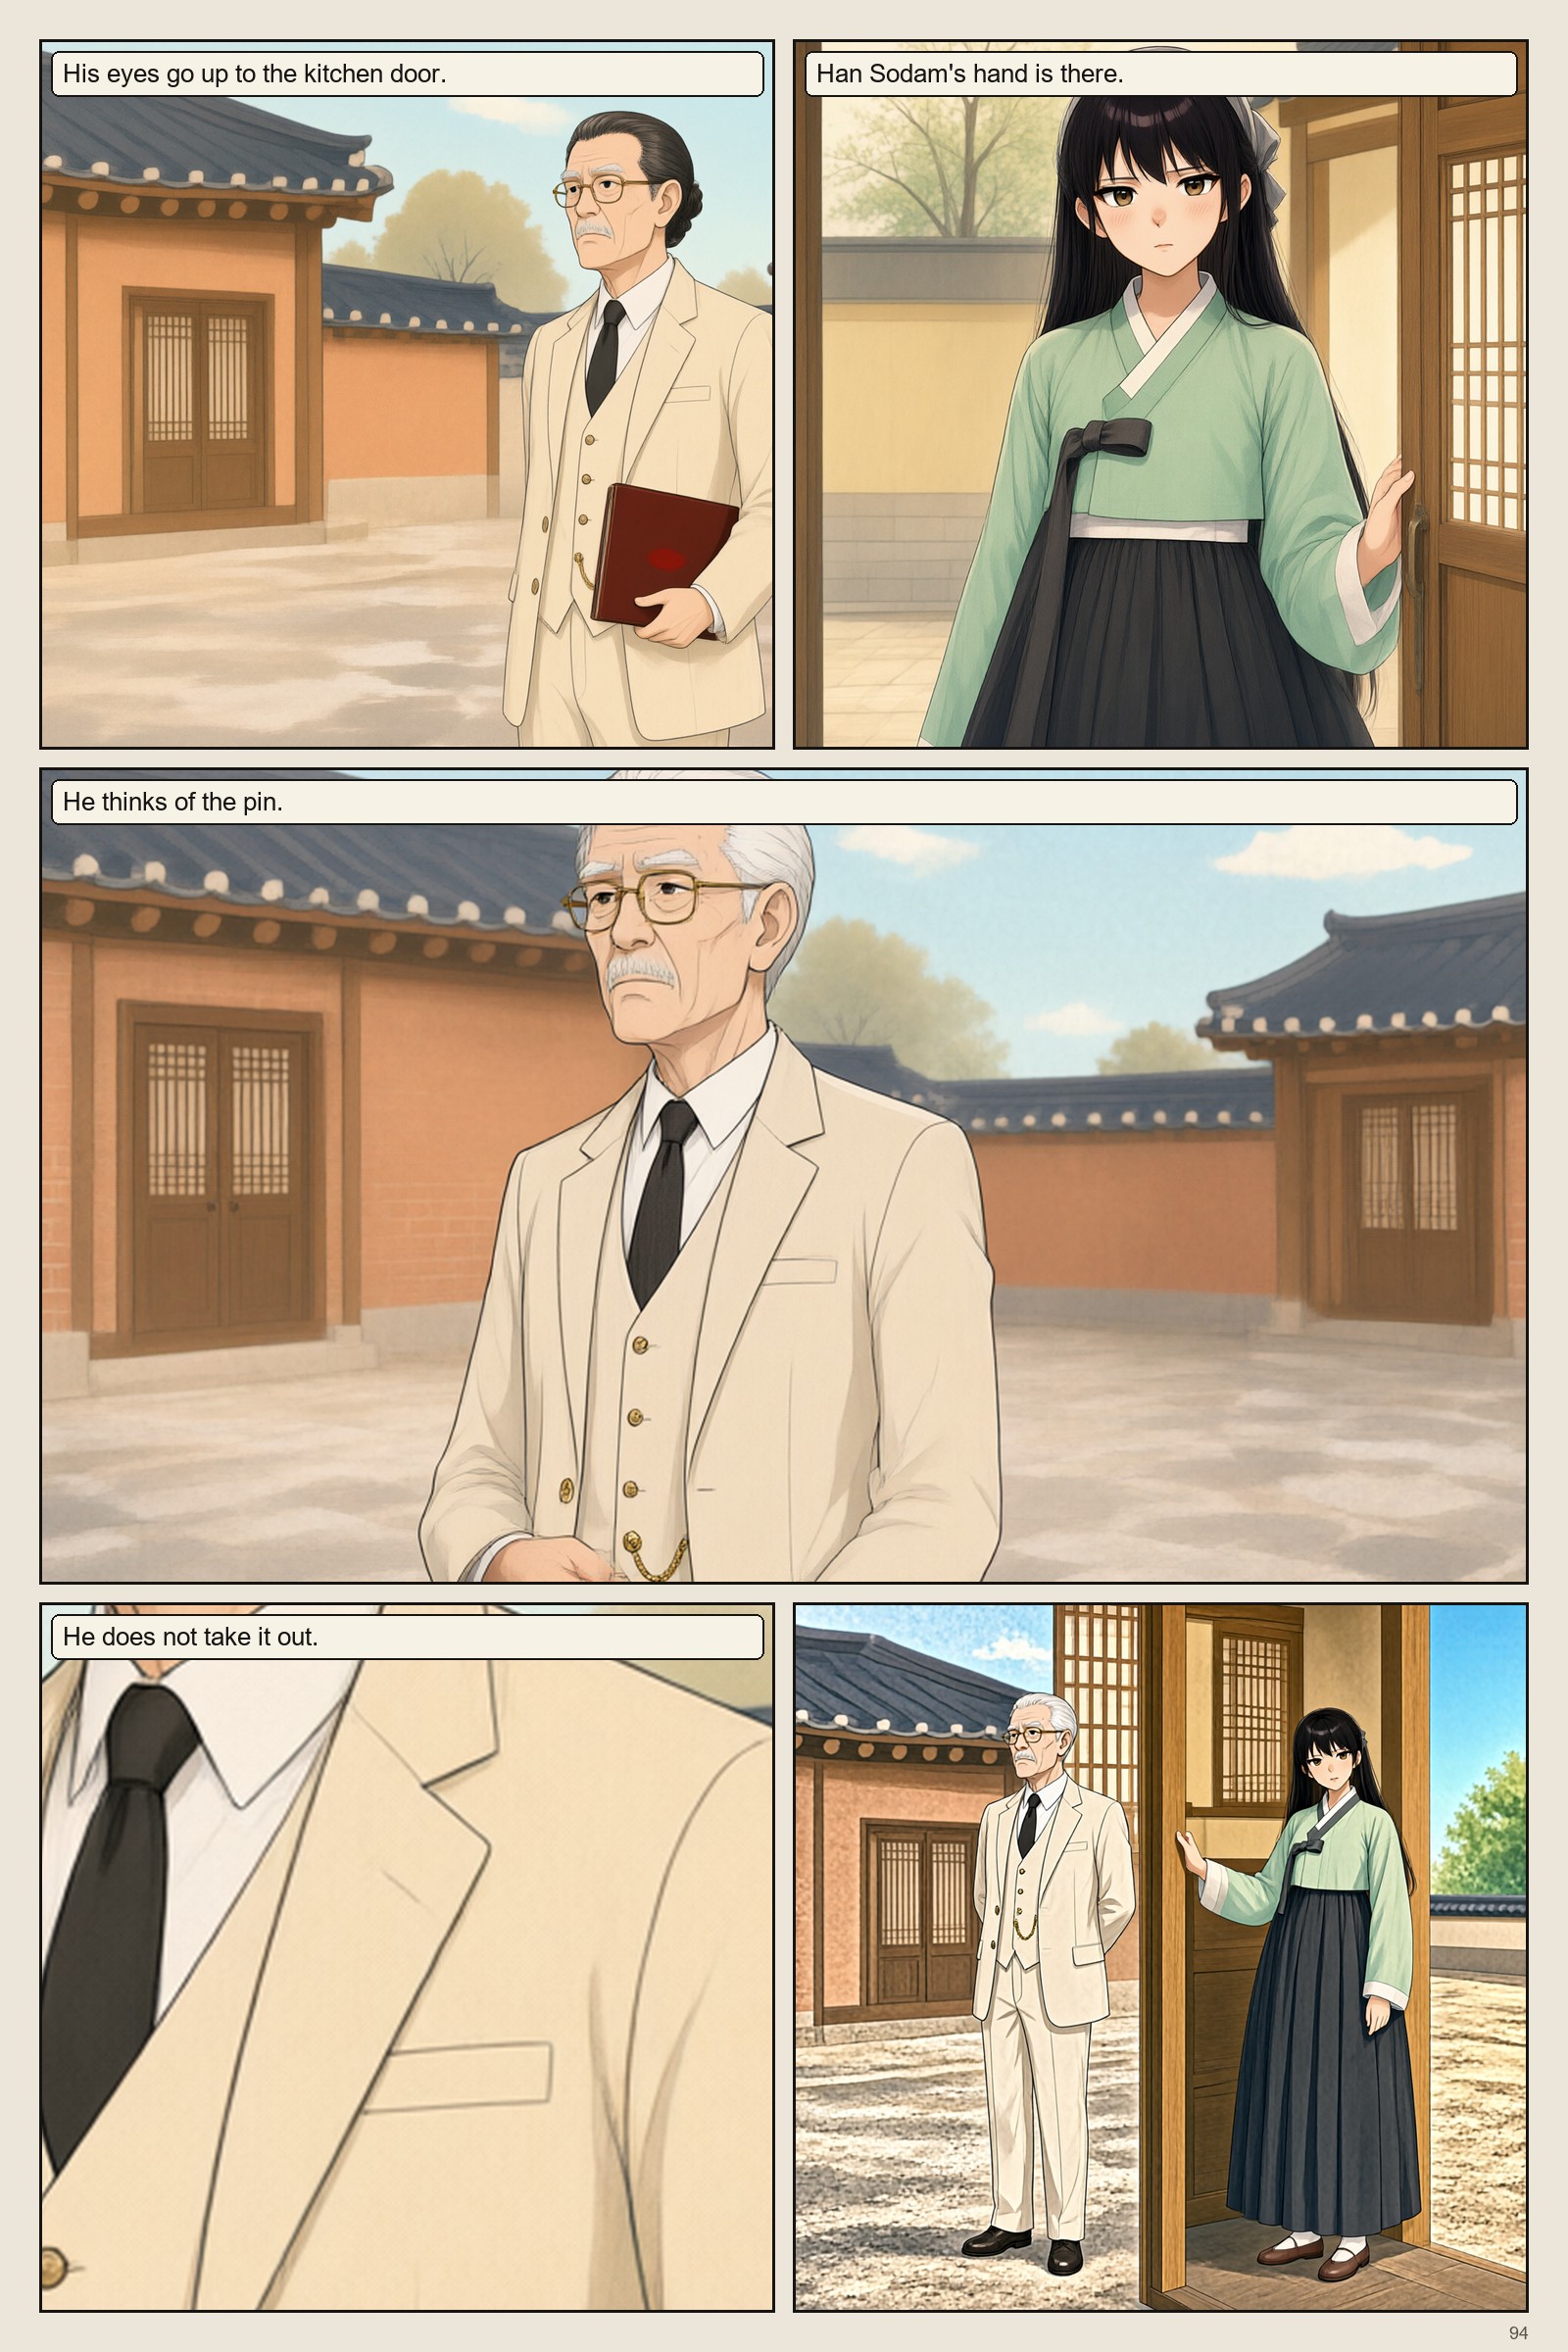 His eyes go up to the kitchen door.
Han Sodam's hand is there.
He thinks of the pin.
He does not take it out.
94